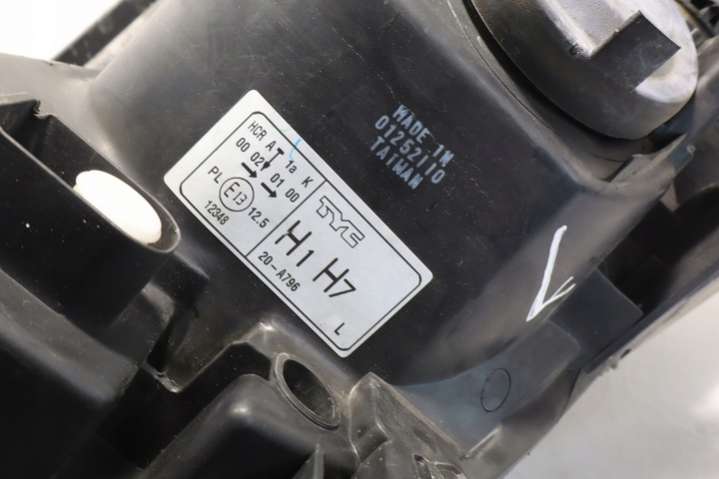 HCR A 1a K
00 02 01 00
PL E13 12.5
12348
TYC
H1 H7
20-A796
L
MADE IN
01252110
TAIWAN